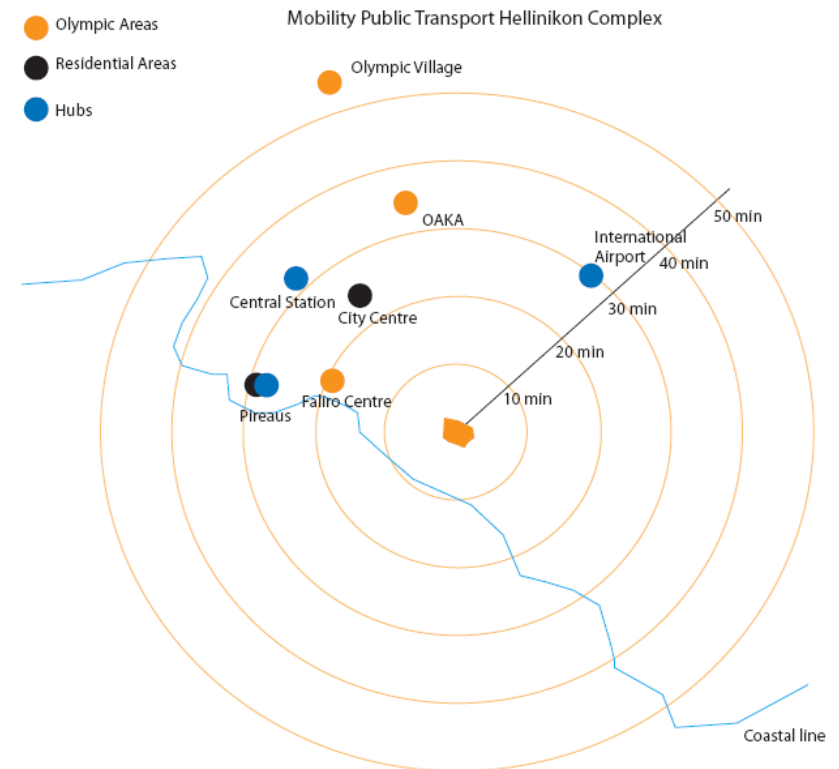 Mobility Public Transport Hellinikon Complex
Olympic Areas
Residential Areas
Hubs
Olympic Village
OAKA
50 min
International
Airport
40 min
Central Station
30 min
City Centre
20 min
Faliro Centre
10 min
Pireaus
Coastal line